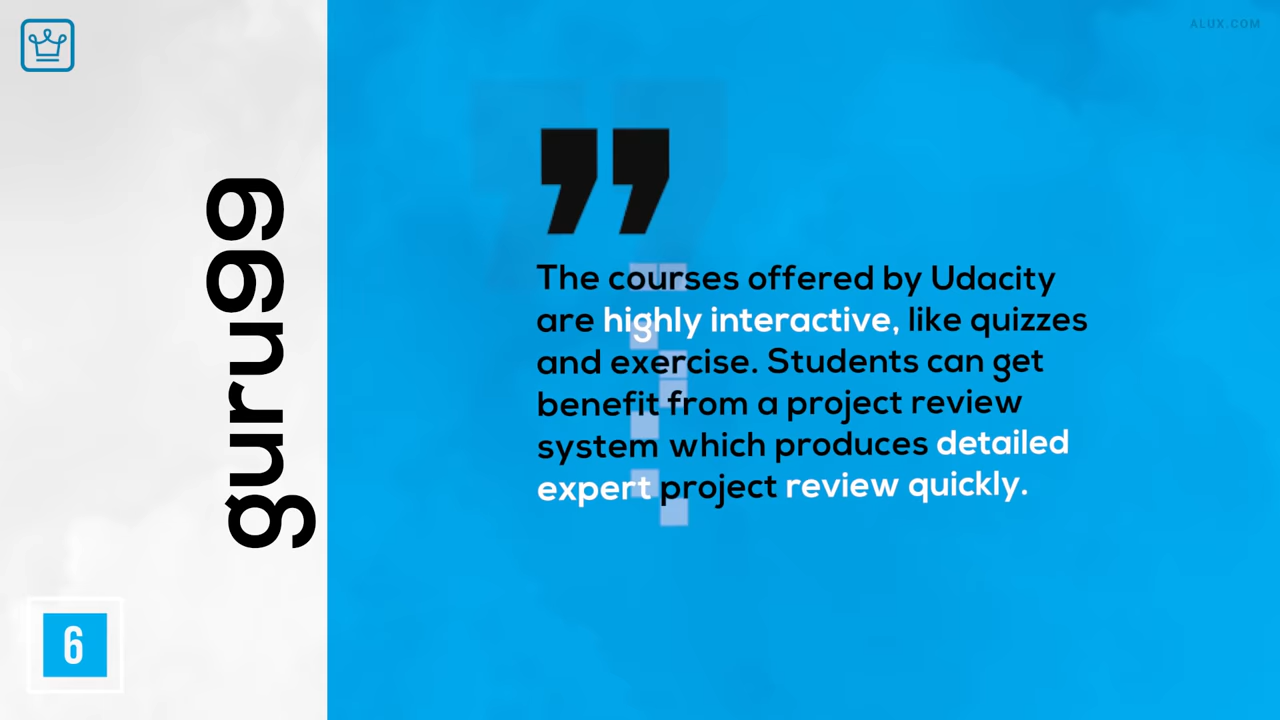 ALUX.COM
guru99
”
The courses offered by Udacity
are highly interactive, like quizzes
and exercise. Students can get
benefit from a project review
system which produces detailed
expert project review quickly.
6